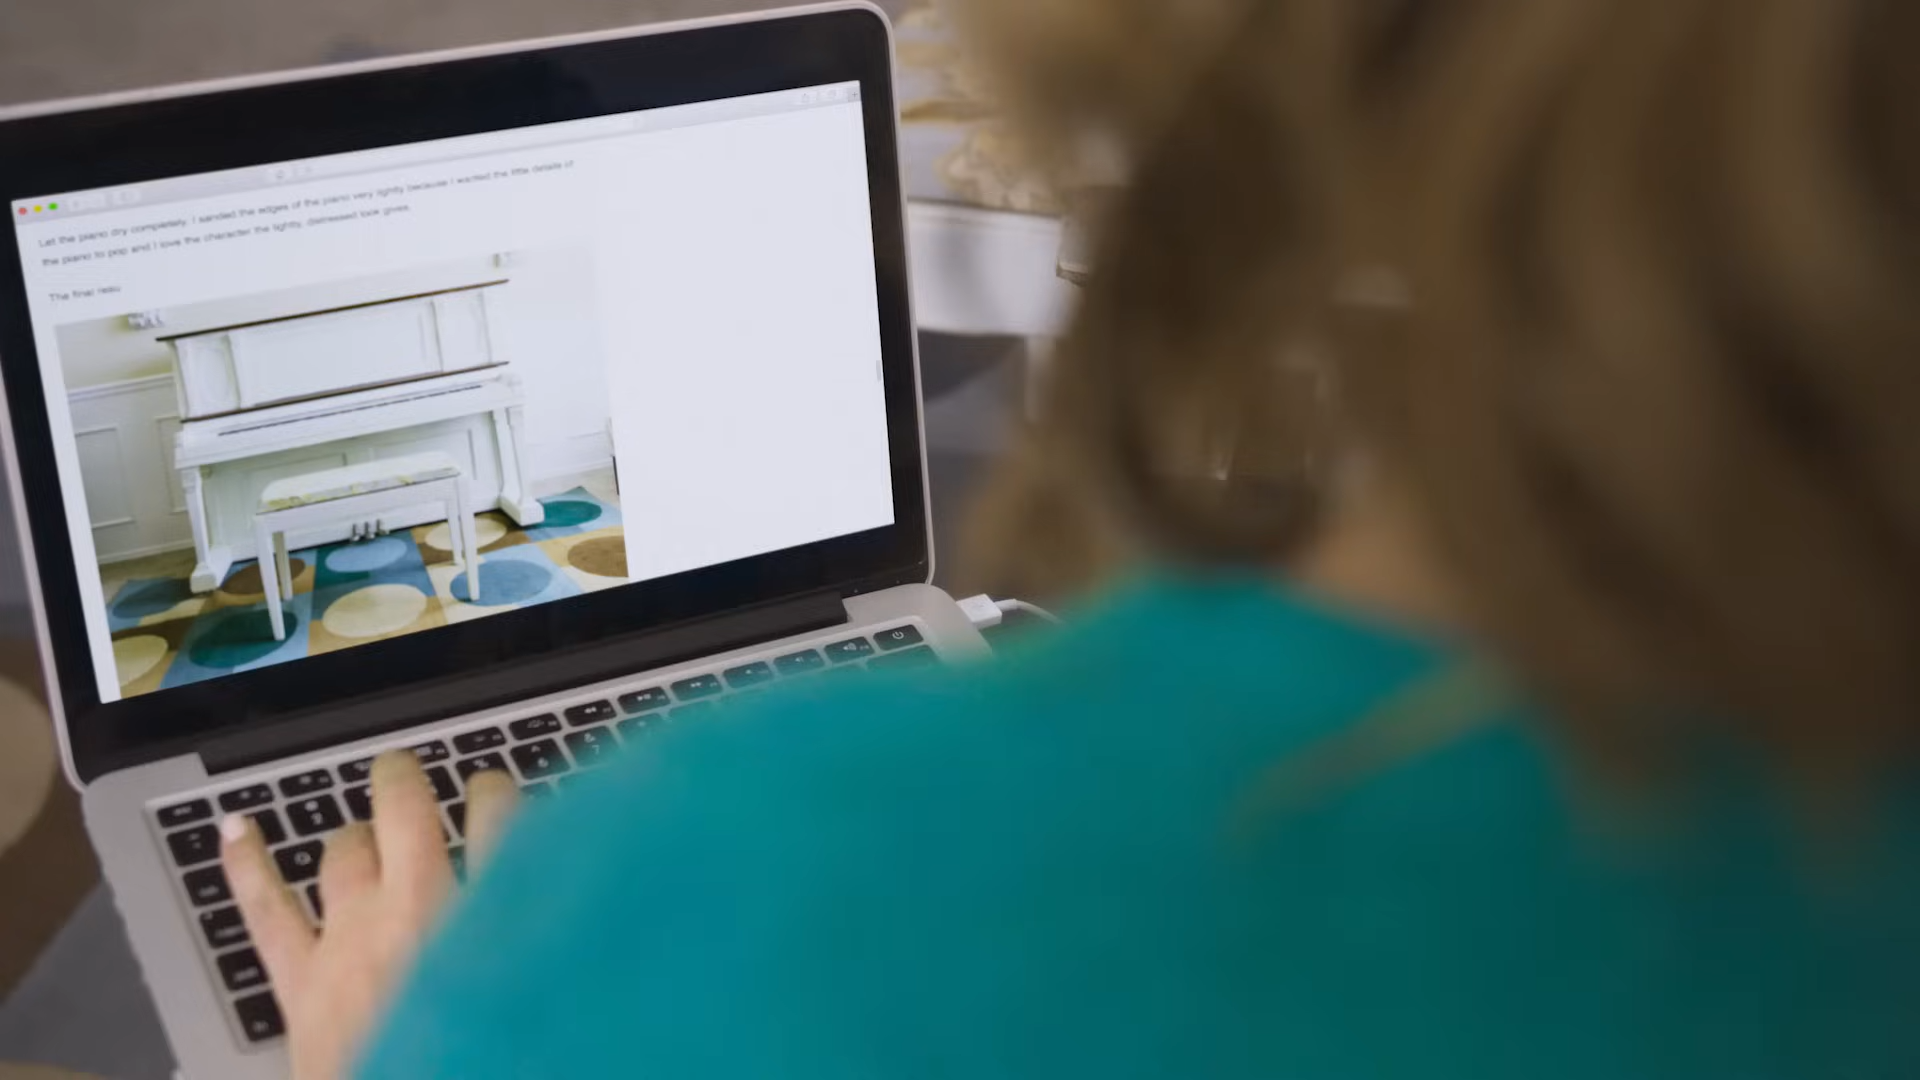 Let the piano dry completely. I sanded the edges of the piano very lightly because I wanted the little details of
the piano to pop and I love the character the lightly, distressed look gives.
The final resu